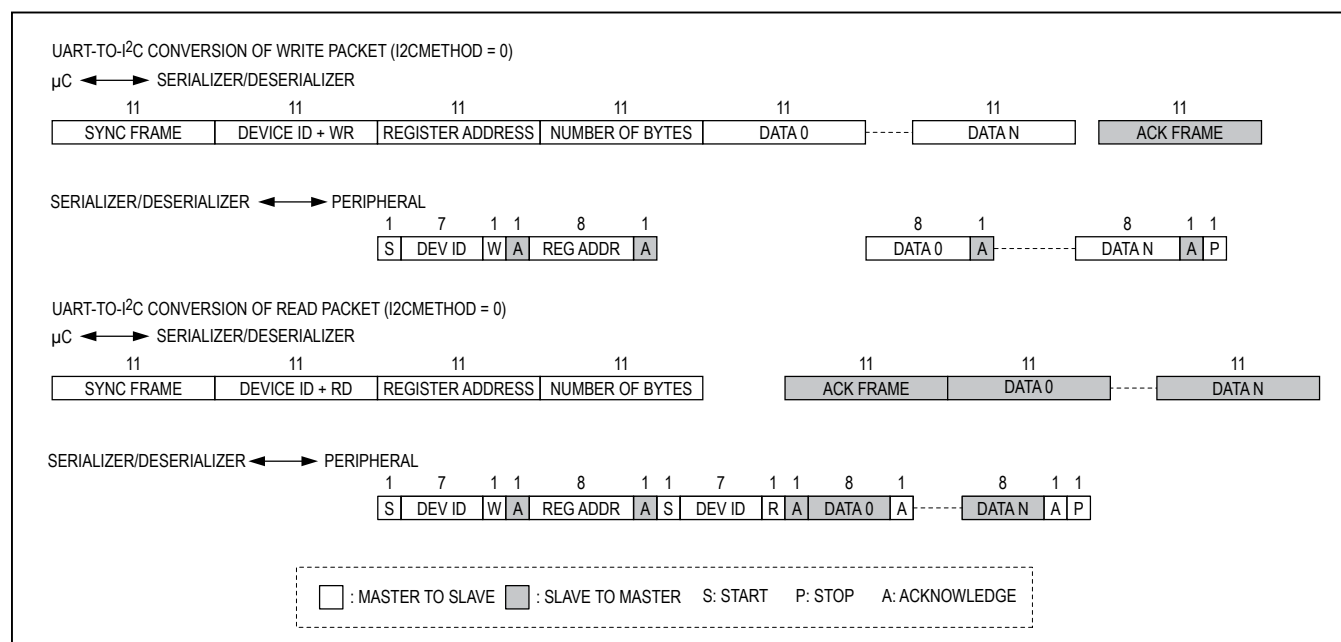 UART-TO-I2C CONVERSION OF WRITE PACKET (I2CMETHOD = 0)
µC SERIALIZER/DESERIALIZER
11 11 11 11 11 11 11
SYNC FRAME DEVICE ID + WR REGISTER ADDRESS NUMBER OF BYTES DATA 0 DATA N ACK FRAME
SERIALIZER/DESERIALIZER PERIPHERAL
1 7 1 1 8 1 8 1 8 1 1
S DEV ID W A REG ADDR A DATA 0 A DATA N A P
UART-TO-I2C CONVERSION OF READ PACKET (I2CMETHOD = 0)
µC SERIALIZER/DESERIALIZER
11 11 11 11 11 11 11
SYNC FRAME DEVICE ID + RD REGISTER ADDRESS NUMBER OF BYTES ACK FRAME DATA 0 DATA N
SERIALIZER/DESERIALIZER PERIPHERAL
1 7 1 1 8 1 1 7 1 1 8 1 8 1 1
S DEV ID W A REG ADDR A S DEV ID R A DATA 0 A DATA N A P
: MASTER TO SLAVE : SLAVE TO MASTER S: START P: STOP A: ACKNOWLEDGE